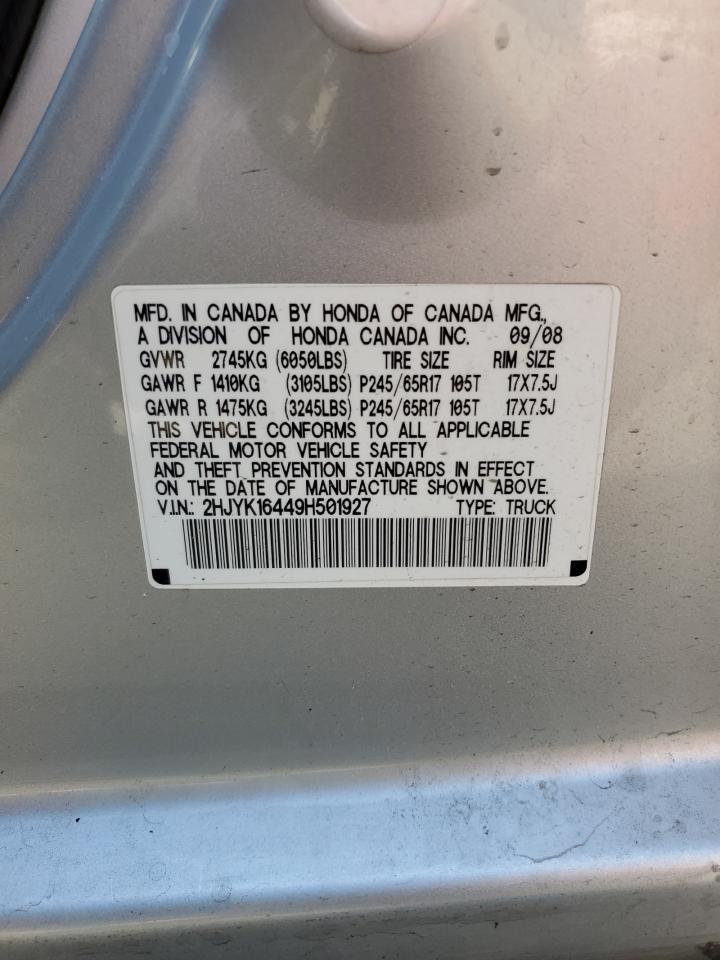 MFD. IN CANADA BY HONDA OF CANADA MFG.,
A DIVISION OF HONDA CANADA INC. 09/08
GVWR 2745KG (6050LBS) TIRE SIZE RIM SIZE
GAWR F 1410KG (3105LBS) P245/65R17 105T 17X7.5J
GAWR R 1475KG (3245LBS) P245/65R17 105T 17X7.5J
THIS VEHICLE CONFORMS TO ALL APPLICABLE
FEDERAL MOTOR VEHICLE SAFETY
AND THEFT PREVENTION STANDARDS IN EFFECT
ON THE DATE OF MANUFACTURE SHOWN ABOVE.
V.I.N.: 2HJYK16449H501927 TYPE: TRUCK